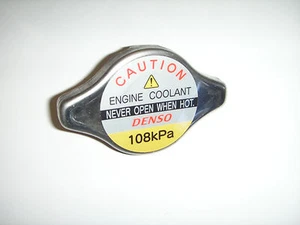 CAUTION
ENGINE COOLANT
NEVER OPEN WHEN HOT.
DENSO
108kPa